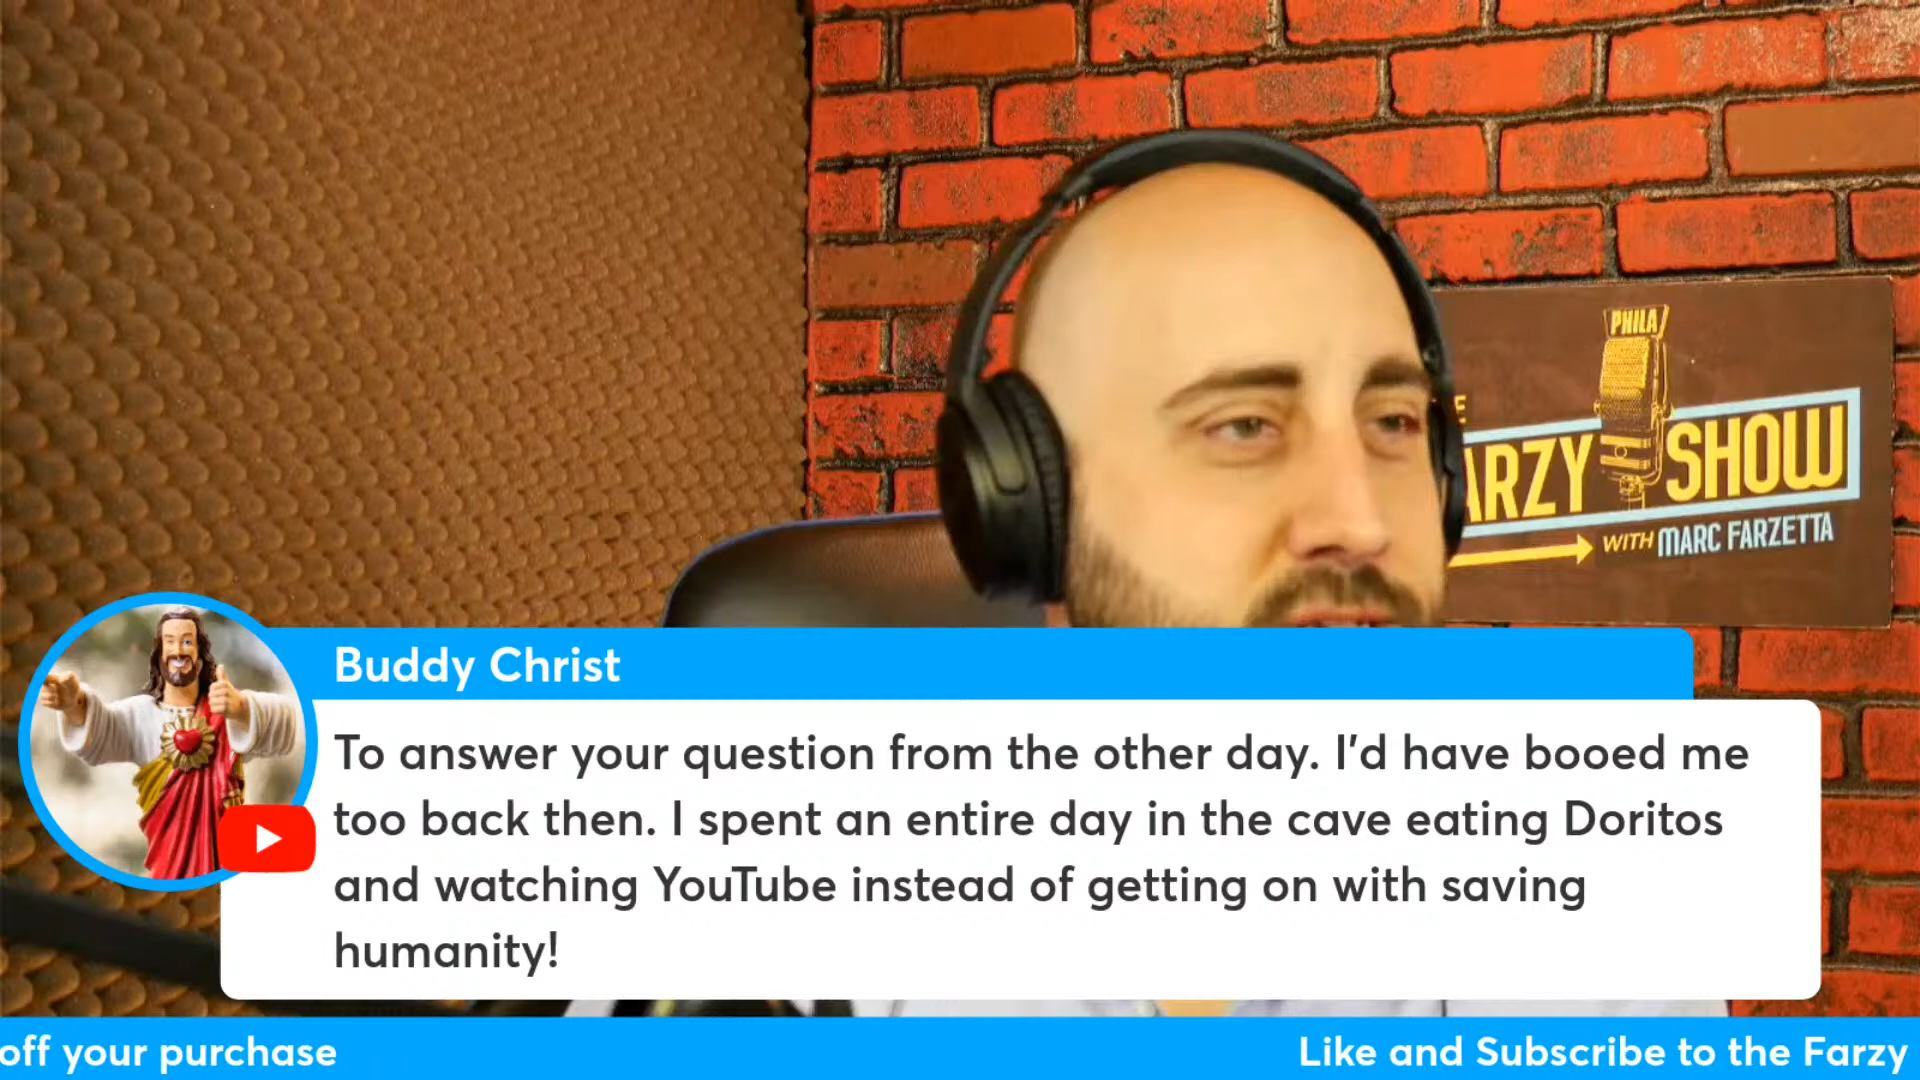 PHILA
ARZY SHOW
WITH MARC FARZETTA
Buddy Christ
To answer your question from the other day. I'd have booed me
too back then. I spent an entire day in the cave eating Doritos
and watching YouTube instead of getting on with saving
humanity!
off your purchase
Like and Subscribe to the Farzy